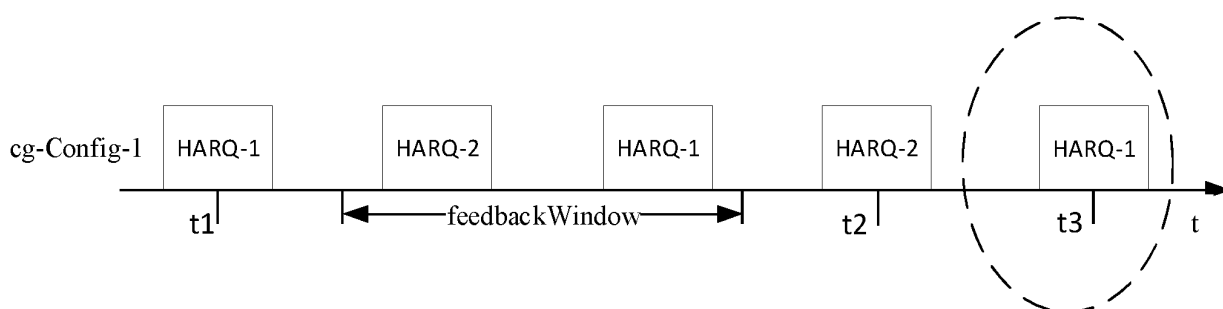 cg-Config-1 HARQ-1 HARQ-2 HARQ-1 HARQ-2 HARQ-1
t1 feedbackWindow t2 t3 t